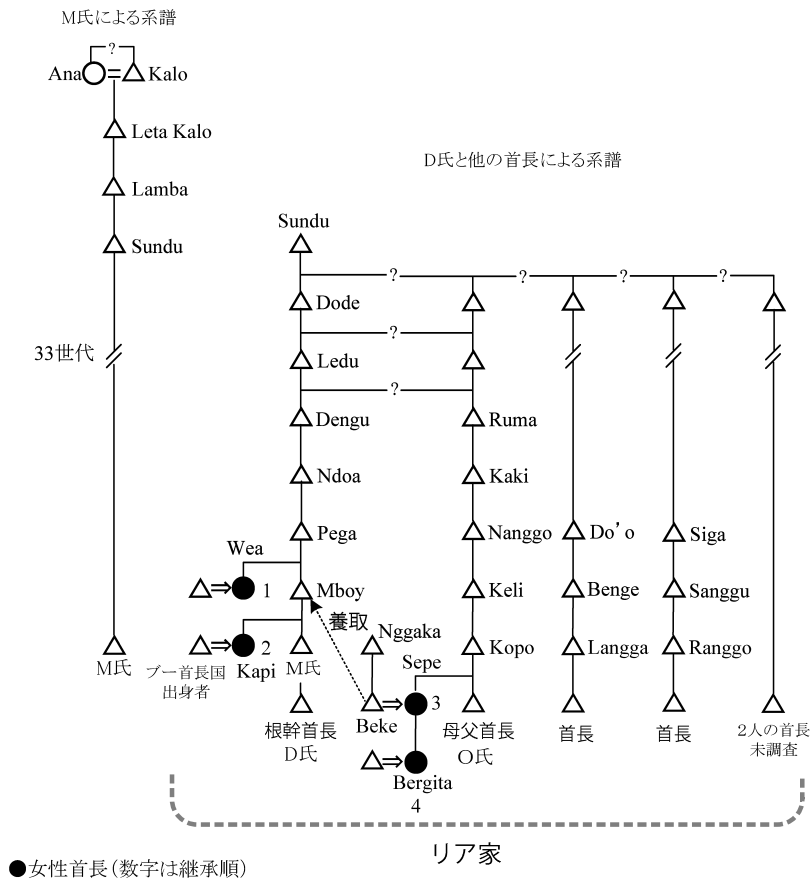 M氏による系譜
?
Ana
Kalo
Leta Kalo
D氏と他の首長による系譜
Lamba
Sundu
Sundu
? ? ? ?
Dode
?
33世代
Ledu
?
Dengu
Ruma
Ndoa
Kaki
Pega
Nanggo
Do'o
Siga
Wea
1
Mboy
Keli
Benge
Sanggu
養取
Nggaka
2
Kopo
Langga
Ranggo
M氏
ブー首長国
出身者
Kapi
M氏
Sepe
3
Beke
根幹首長
D氏
母父首長
O氏
首長
首長
2人の首長
未調査
Bergita
4
リア家
●女性首長(数字は継承順)